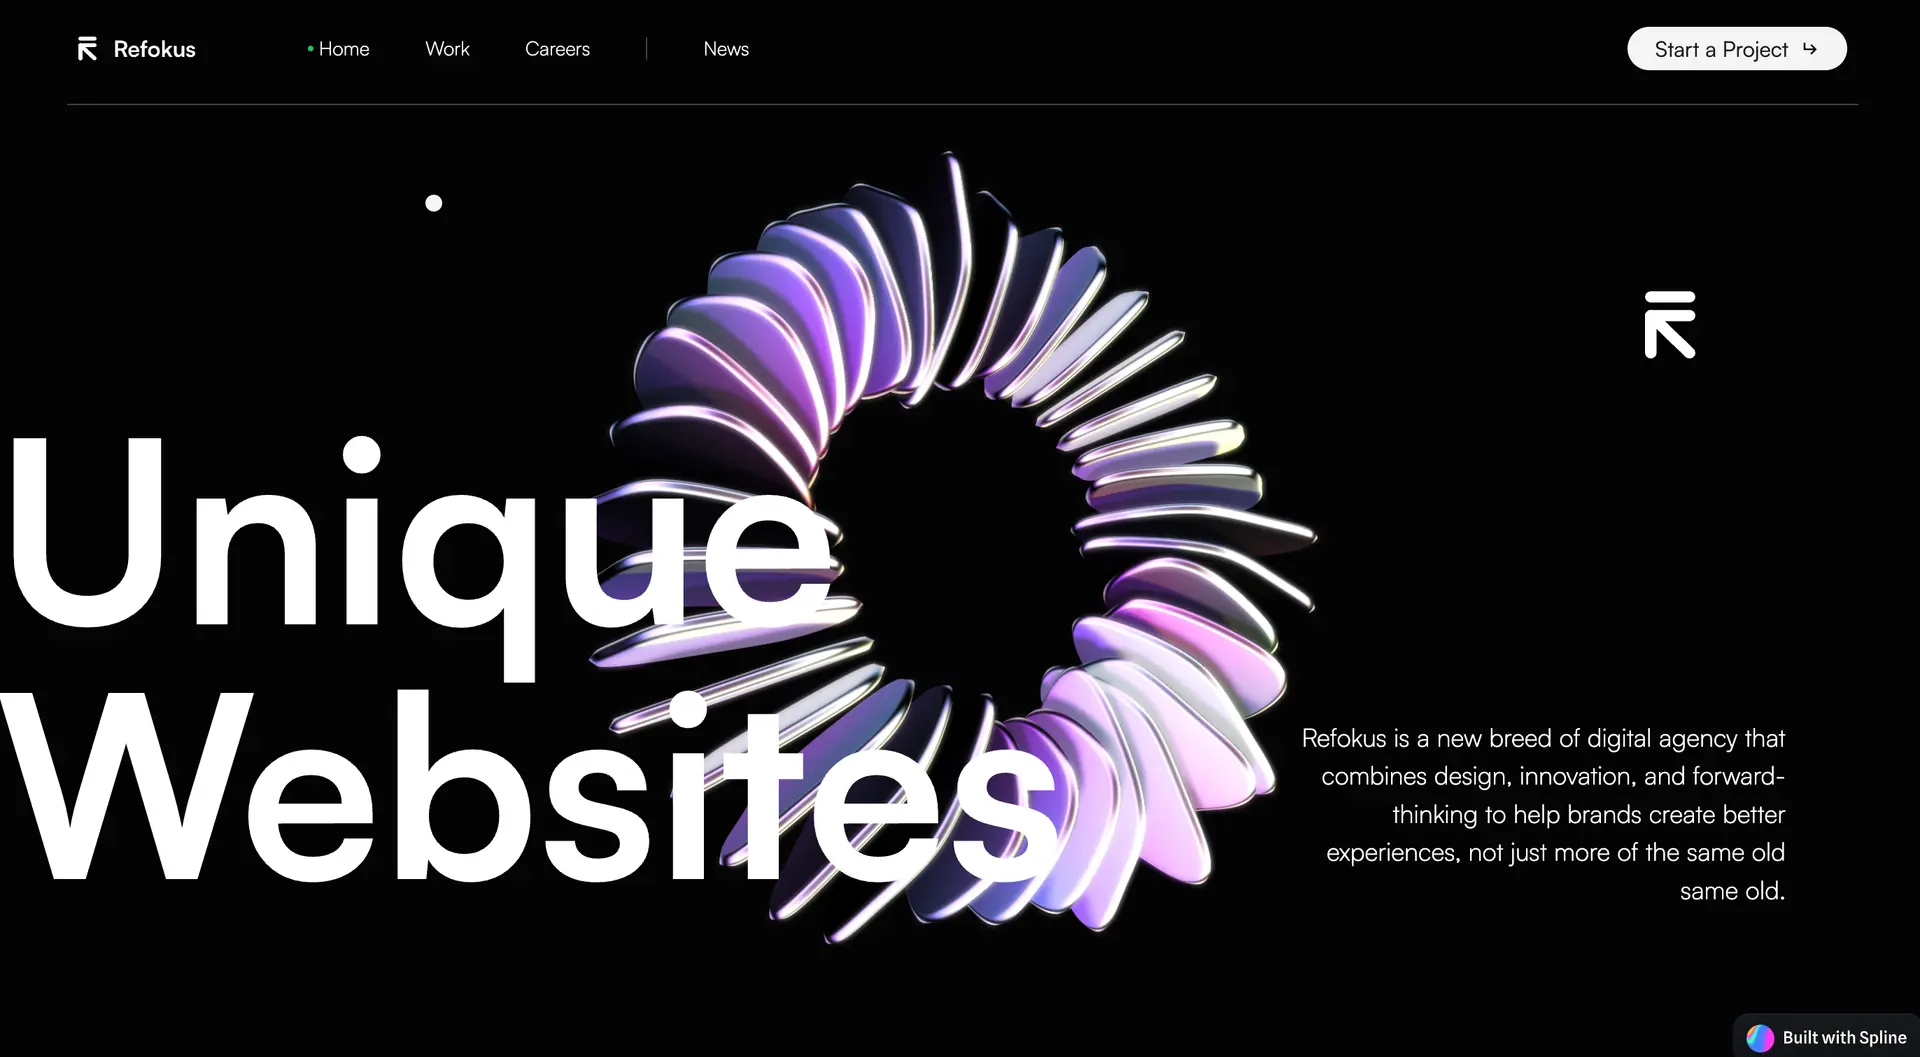 Refokus
Home
Work
Careers
News
Start a Project
Unique
Websites
Refokus is a new breed of digital agency that
combines design, innovation, and forward-
thinking to help brands create better
experiences, not just more of the same old
same old.
Built with Spline